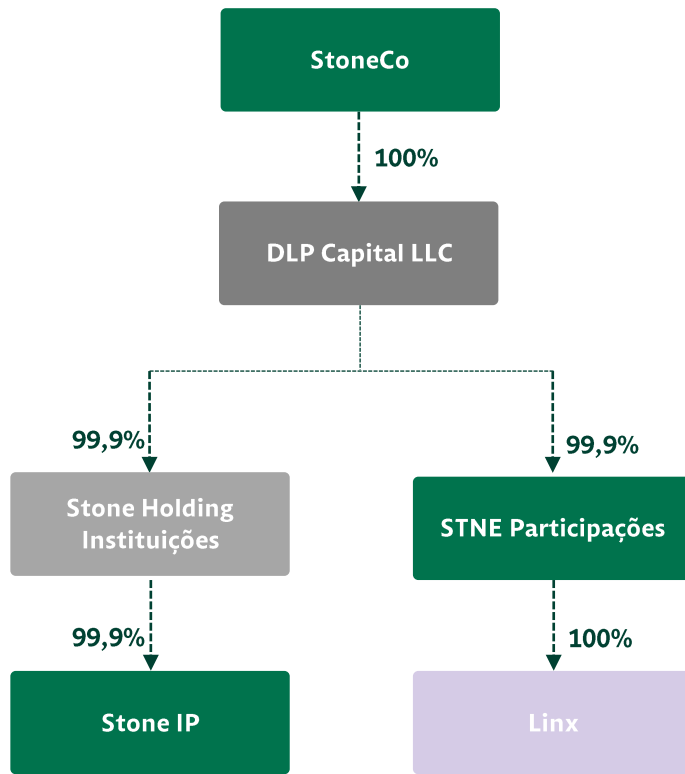 StoneCo
100%
DLP Capital LLC
99,9%
99,9%
Stone Holding
Instituições
STNE Participações
99,9%
100%
Stone IP
Linx